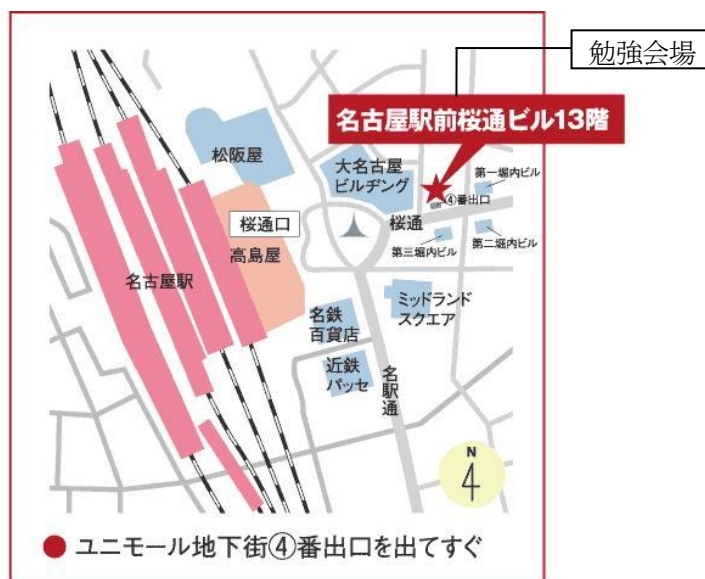 勉強会場
名古屋駅前桜通ビル13階
松阪屋
大名古屋
ビルヂング
第一堀内ビル
④番出口
桜通口
桜通
高島屋
第三堀内ビル
第二堀内ビル
名古屋駅
ミッドランド
スクエア
名鉄
百貨店
近鉄
パッセ
名駅通
N
● ユニモール地下街④番出口を出てすぐ